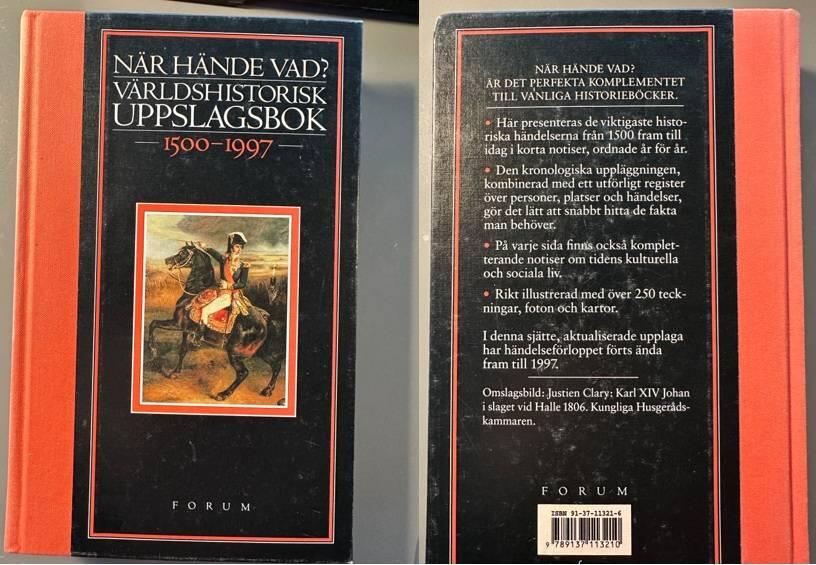 NÄR HÄNDE VAD?
VÄRLDSHISTORISK
UPPSLAGSBOK
1500–1997
FORUM
NÄR HÄNDE VAD?
ÄR DET PERFEKTA KOMPLEMENTET
TILL VANLIGA HISTORIEBÖCKER.
• Här presenteras de viktigaste histo-
riska händelserna från 1500 fram till
idag i korta notiser, ordnade år för år.
• Den kronologiska uppläggningen,
kombinerad med ett utförligt register
över personer, platser och händelser,
gör det lätt att snabbt hitta de fakta
man behöver.
• På varje sida finns också komplet-
terande notiser om tidens kulturella
och sociala liv.
• Rikt illustrerad med över 250 teck-
ningar, foton och kartor.
I denna sjätte, aktualiserade upplaga
har händelseförloppet förts ända
fram till 1997.
Omslagsbild: Justien Clary: Karl XIV Johan
i slaget vid Halle 1806. Kungliga Husgeråds-
kammaren.
FORUM
ISBN 91-37-11321-6
9 789137 113210